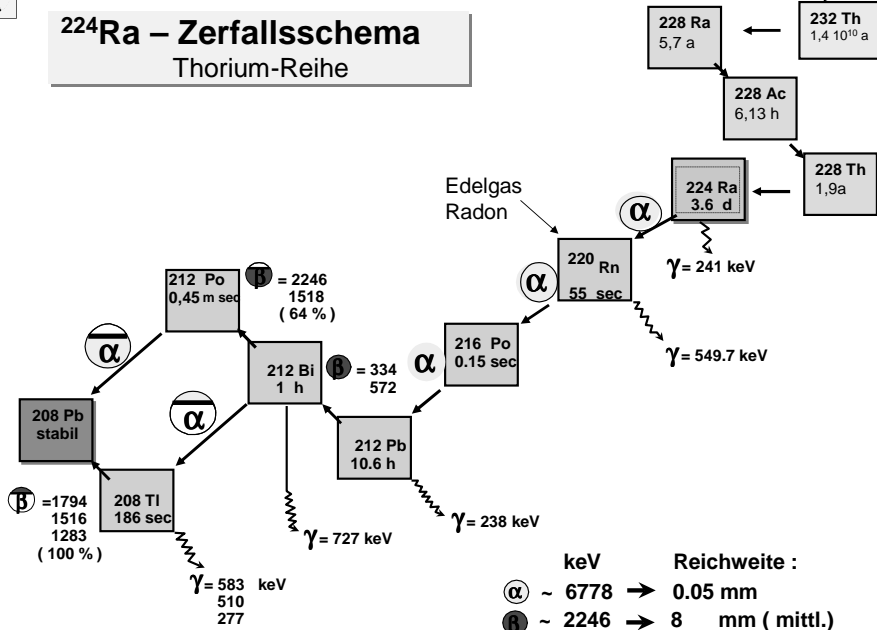 ²²⁴Ra – Zerfallsschema
Thorium-Reihe
228 Ra
5,7 a
232 Th
1,4 10¹⁰ a
228 Ac
6,13 h
228 Th
1,9a
224 Ra
3.6 d
α
γ = 241 keV
Edelgas
Radon
220 Rn
55 sec
α
γ = 549.7 keV
216 Po
0.15 sec
α
212 Pb
10.6 h
γ = 238 keV
β = 334
572
212 Bi
1 h
γ = 727 keV
β = 2246
1518
( 64 % )
212 Po
0,45 m sec
α
α
208 Pb
stabil
208 Tl
186 sec
β =1794
1516
1283
( 100 % )
γ = 583 keV
510
277
keV Reichweite :
α ~ 6778 → 0.05 mm
β ~ 2246 → 8 mm ( mittl.)